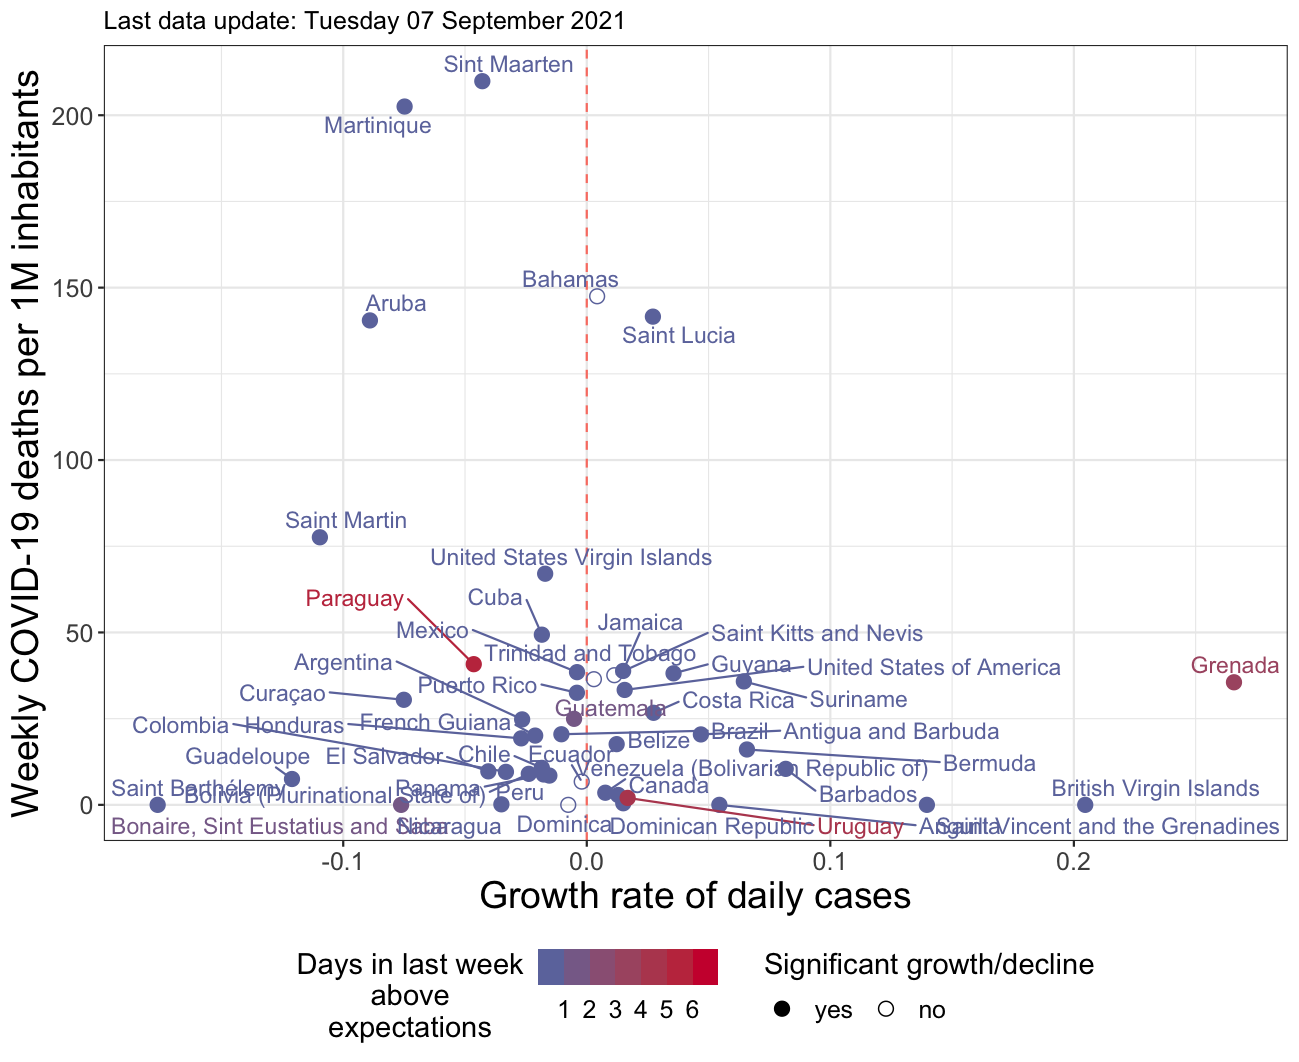 Last data update: Tuesday 07 September 2021
Weekly COVID-19 deaths per 1M inhabitants
200
150
100
50
0
Sint Maarten
Martinique
Bahamas
Aruba
Saint Lucia
Saint Martin
United States Virgin Islands
Paraguay
Cuba
Mexico
Jamaica
Saint Kitts and Nevis
Argentina
Trinidad and Tobago
Guyana
United States of America
Grenada
Curaçao
Puerto Rico
Costa Rica
Suriname
Guatemala
Colombia
Honduras
French Guiana
Belize
Brazil
Antigua and Barbuda
Guadeloupe
El Salvador
Chile
Ecuador
Venezuela (Bolivarian Republic of)
Bermuda
Saint Barthélemy
Bolivia (Plurinational State of)
Panama
Peru
Canada
Barbados
British Virgin Islands
Bonaire, Sint Eustatius and Saba
Nicaragua
Dominica
Dominican Republic
Uruguay
Anguilla
Saint Vincent and the Grenadines
-0.1
0.0
0.1
0.2
Growth rate of daily cases
Days in last week
above
expectations
1 2 3 4 5 6
Significant growth/decline
yes
no